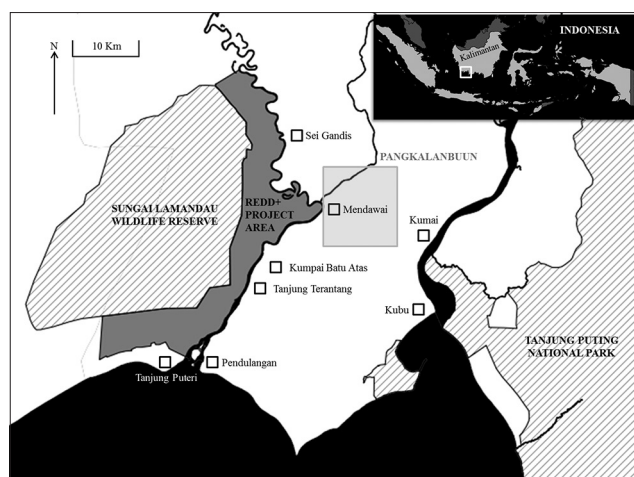 N
10 Km
INDONESIA
Kalimantan
Sei Gandis
PANGKALANBUUN
SUNGAI LAMANDAU
WILDLIFE RESERVE
REDD+
PROJECT
AREA
Mendawai
Kumai
Kumpai Batu Atas
Tanjung Terantang
Kubu
TANJUNG PUTING
NATIONAL PARK
Tanjung Puteri
Pendulangan